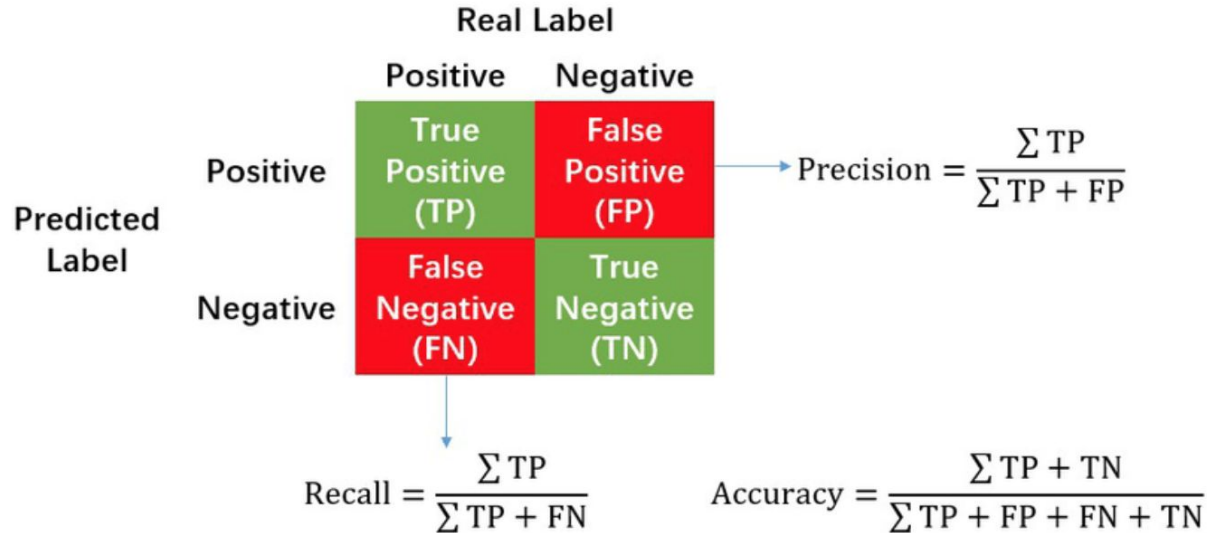 Real Label
Positive Negative
True Positive (TP)
False Positive (FP)
Positive
Precision = ∑ TP / ∑ TP + FP
Predicted Label
False Negative (FN)
True Negative (TN)
Negative
Recall = ∑ TP / ∑ TP + FN
Accuracy = ∑ TP + TN / ∑ TP + FP + FN + TN